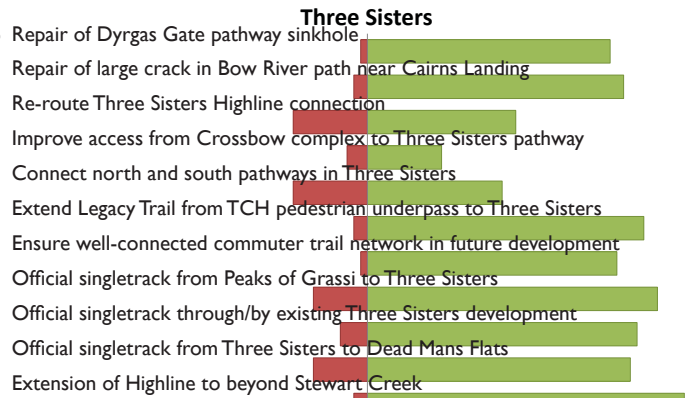 Three Sisters
Repair of Dyrgas Gate pathway sinkhole
Repair of large crack in Bow River path near Cairns Landing
Re-route Three Sisters Highline connection
Improve access from Crossbow complex to Three Sisters pathway
Connect north and south pathways in Three Sisters
Extend Legacy Trail from TCH pedestrian underpass to Three Sisters
Ensure well-connected commuter trail network in future development
Official singletrack from Peaks of Grassi to Three Sisters
Official singletrack through/by existing Three Sisters development
Official singletrack from Three Sisters to Dead Mans Flats
Extension of Highline to beyond Stewart Creek